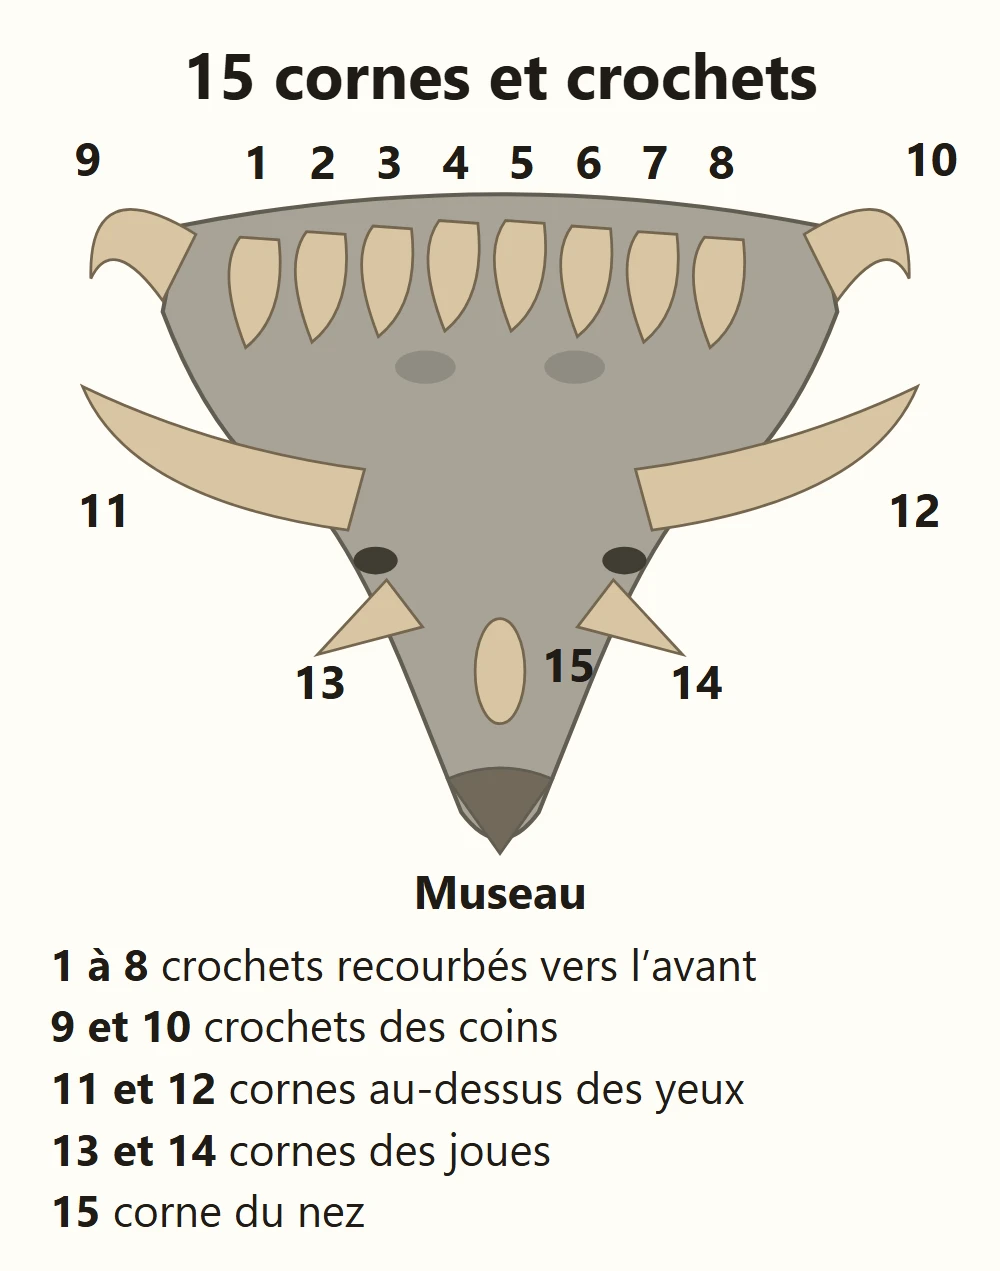 15 cornes et crochets
9 1 2 3 4 5 6 7 8 10
11 12
13 15 14
Museau
1 à 8 crochets recourbés vers l’avant
9 et 10 crochets des coins
11 et 12 cornes au-dessus des yeux
13 et 14 cornes des joues
15 corne du nez